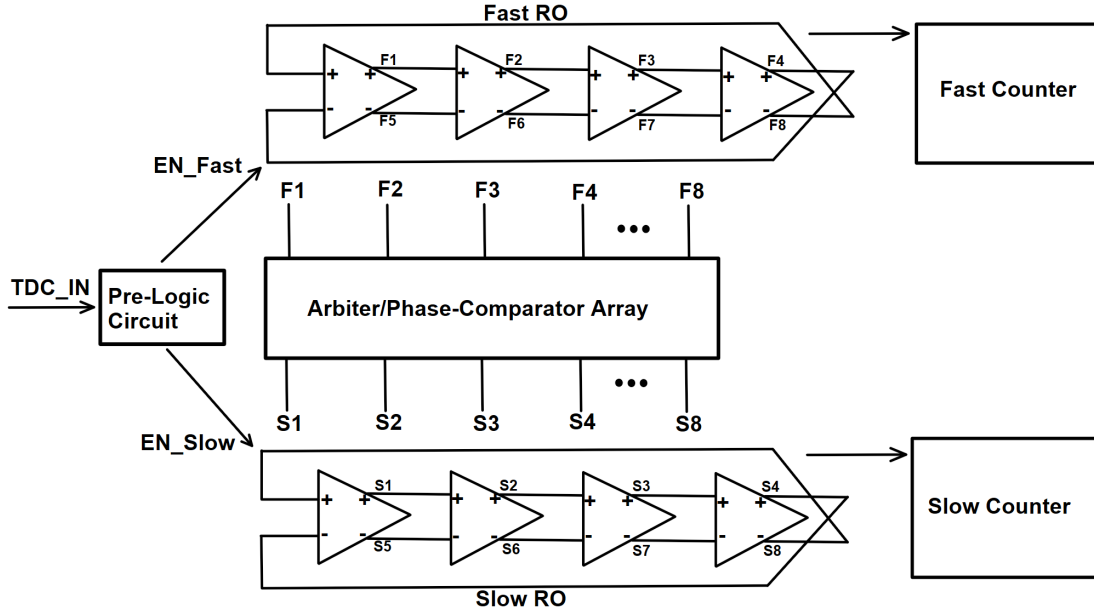 Fast RO
+ + F1 + + F2 + + F3 + + F4
- - F5 - - F6 - - F7 - - F8
Fast Counter
EN_Fast
F1 F2 F3 F4 ••• F8
TDC_IN
Pre-Logic
Circuit
Arbiter/Phase-Comparator Array
S1 S2 S3 S4 ••• S8
EN_Slow
+ + S1 + + S2 + + S3 + + S4
- - S5 - - S6 - - S7 - - S8
Slow Counter
Slow RO